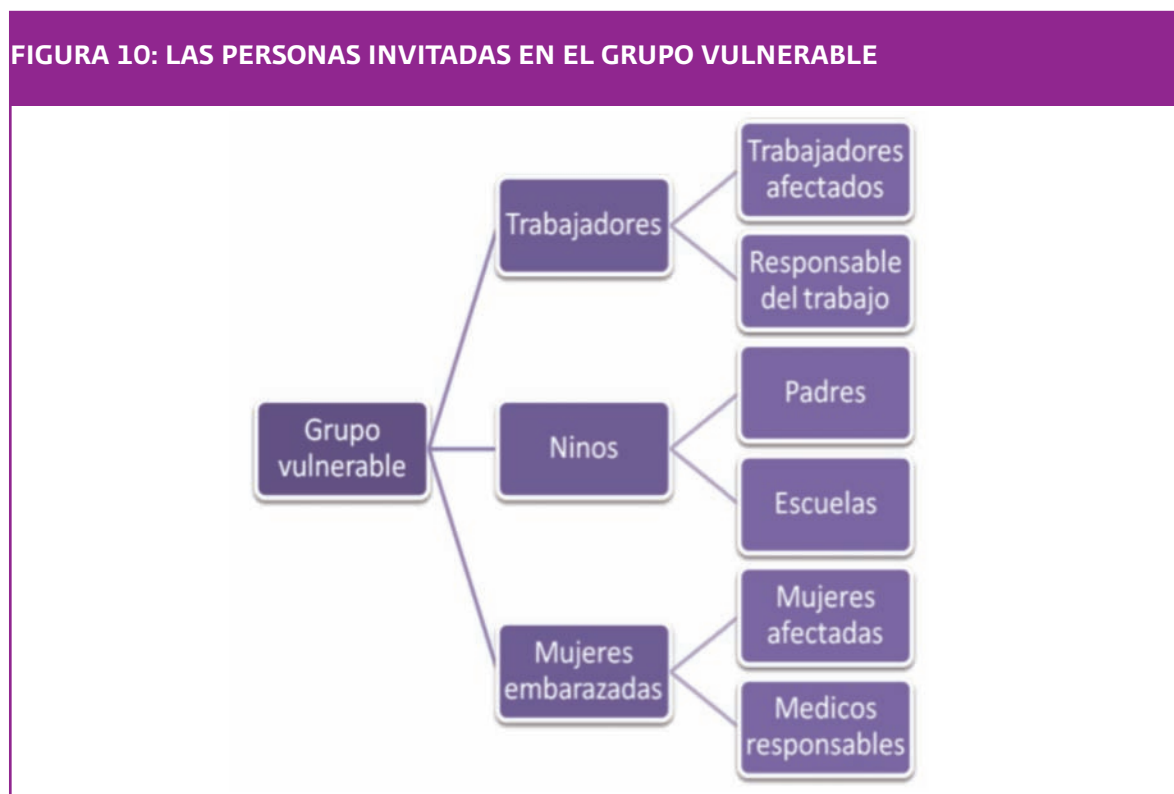 FIGURA 10: LAS PERSONAS INVITADAS EN EL GRUPO VULNERABLE
Grupo
vulnerable
Trabajadores
Trabajadores
afectados
Responsable
del trabajo
Ninos
Padres
Escuelas
Mujeres
embarazadas
Mujeres
afectadas
Medicos
responsables